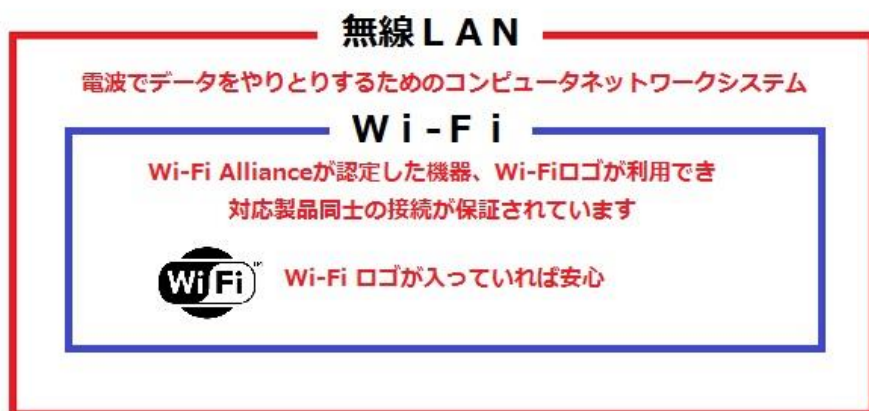 無線ＬＡＮ
電波でデータをやりとりするためのコンピュータネットワークシステム
Ｗｉ-Ｆｉ
Wi-Fi Allianceが認定した機器、Wi-Fiロゴが利用でき
対応製品同士の接続が保証されています
Wi Fi TM
Wi-Fi ロゴが入っていれば安心